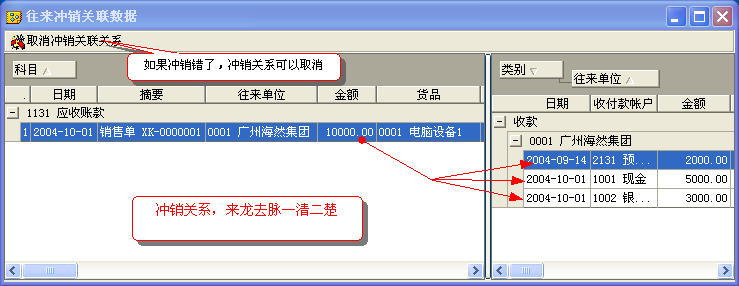 往来冲销关联数据
取消冲销关联关系
如果冲销错了，冲销关系可以取消
科目
类别
往来单位
. 日期 摘要 往来单位 金额 货品
日期 收付款帐户 金额
1131 应收账款
收款
1 2004-10-01 销售单 XK-0000001 0001 广州海然集团 10000.00 0001 电脑设备1
0001 广州海然集团
2004-09-14 2131 预... 2000.00
2004-10-01 1001 现金 5000.00
2004-10-01 1002 银... 3000.00
冲销关系，来龙去脉一清二楚